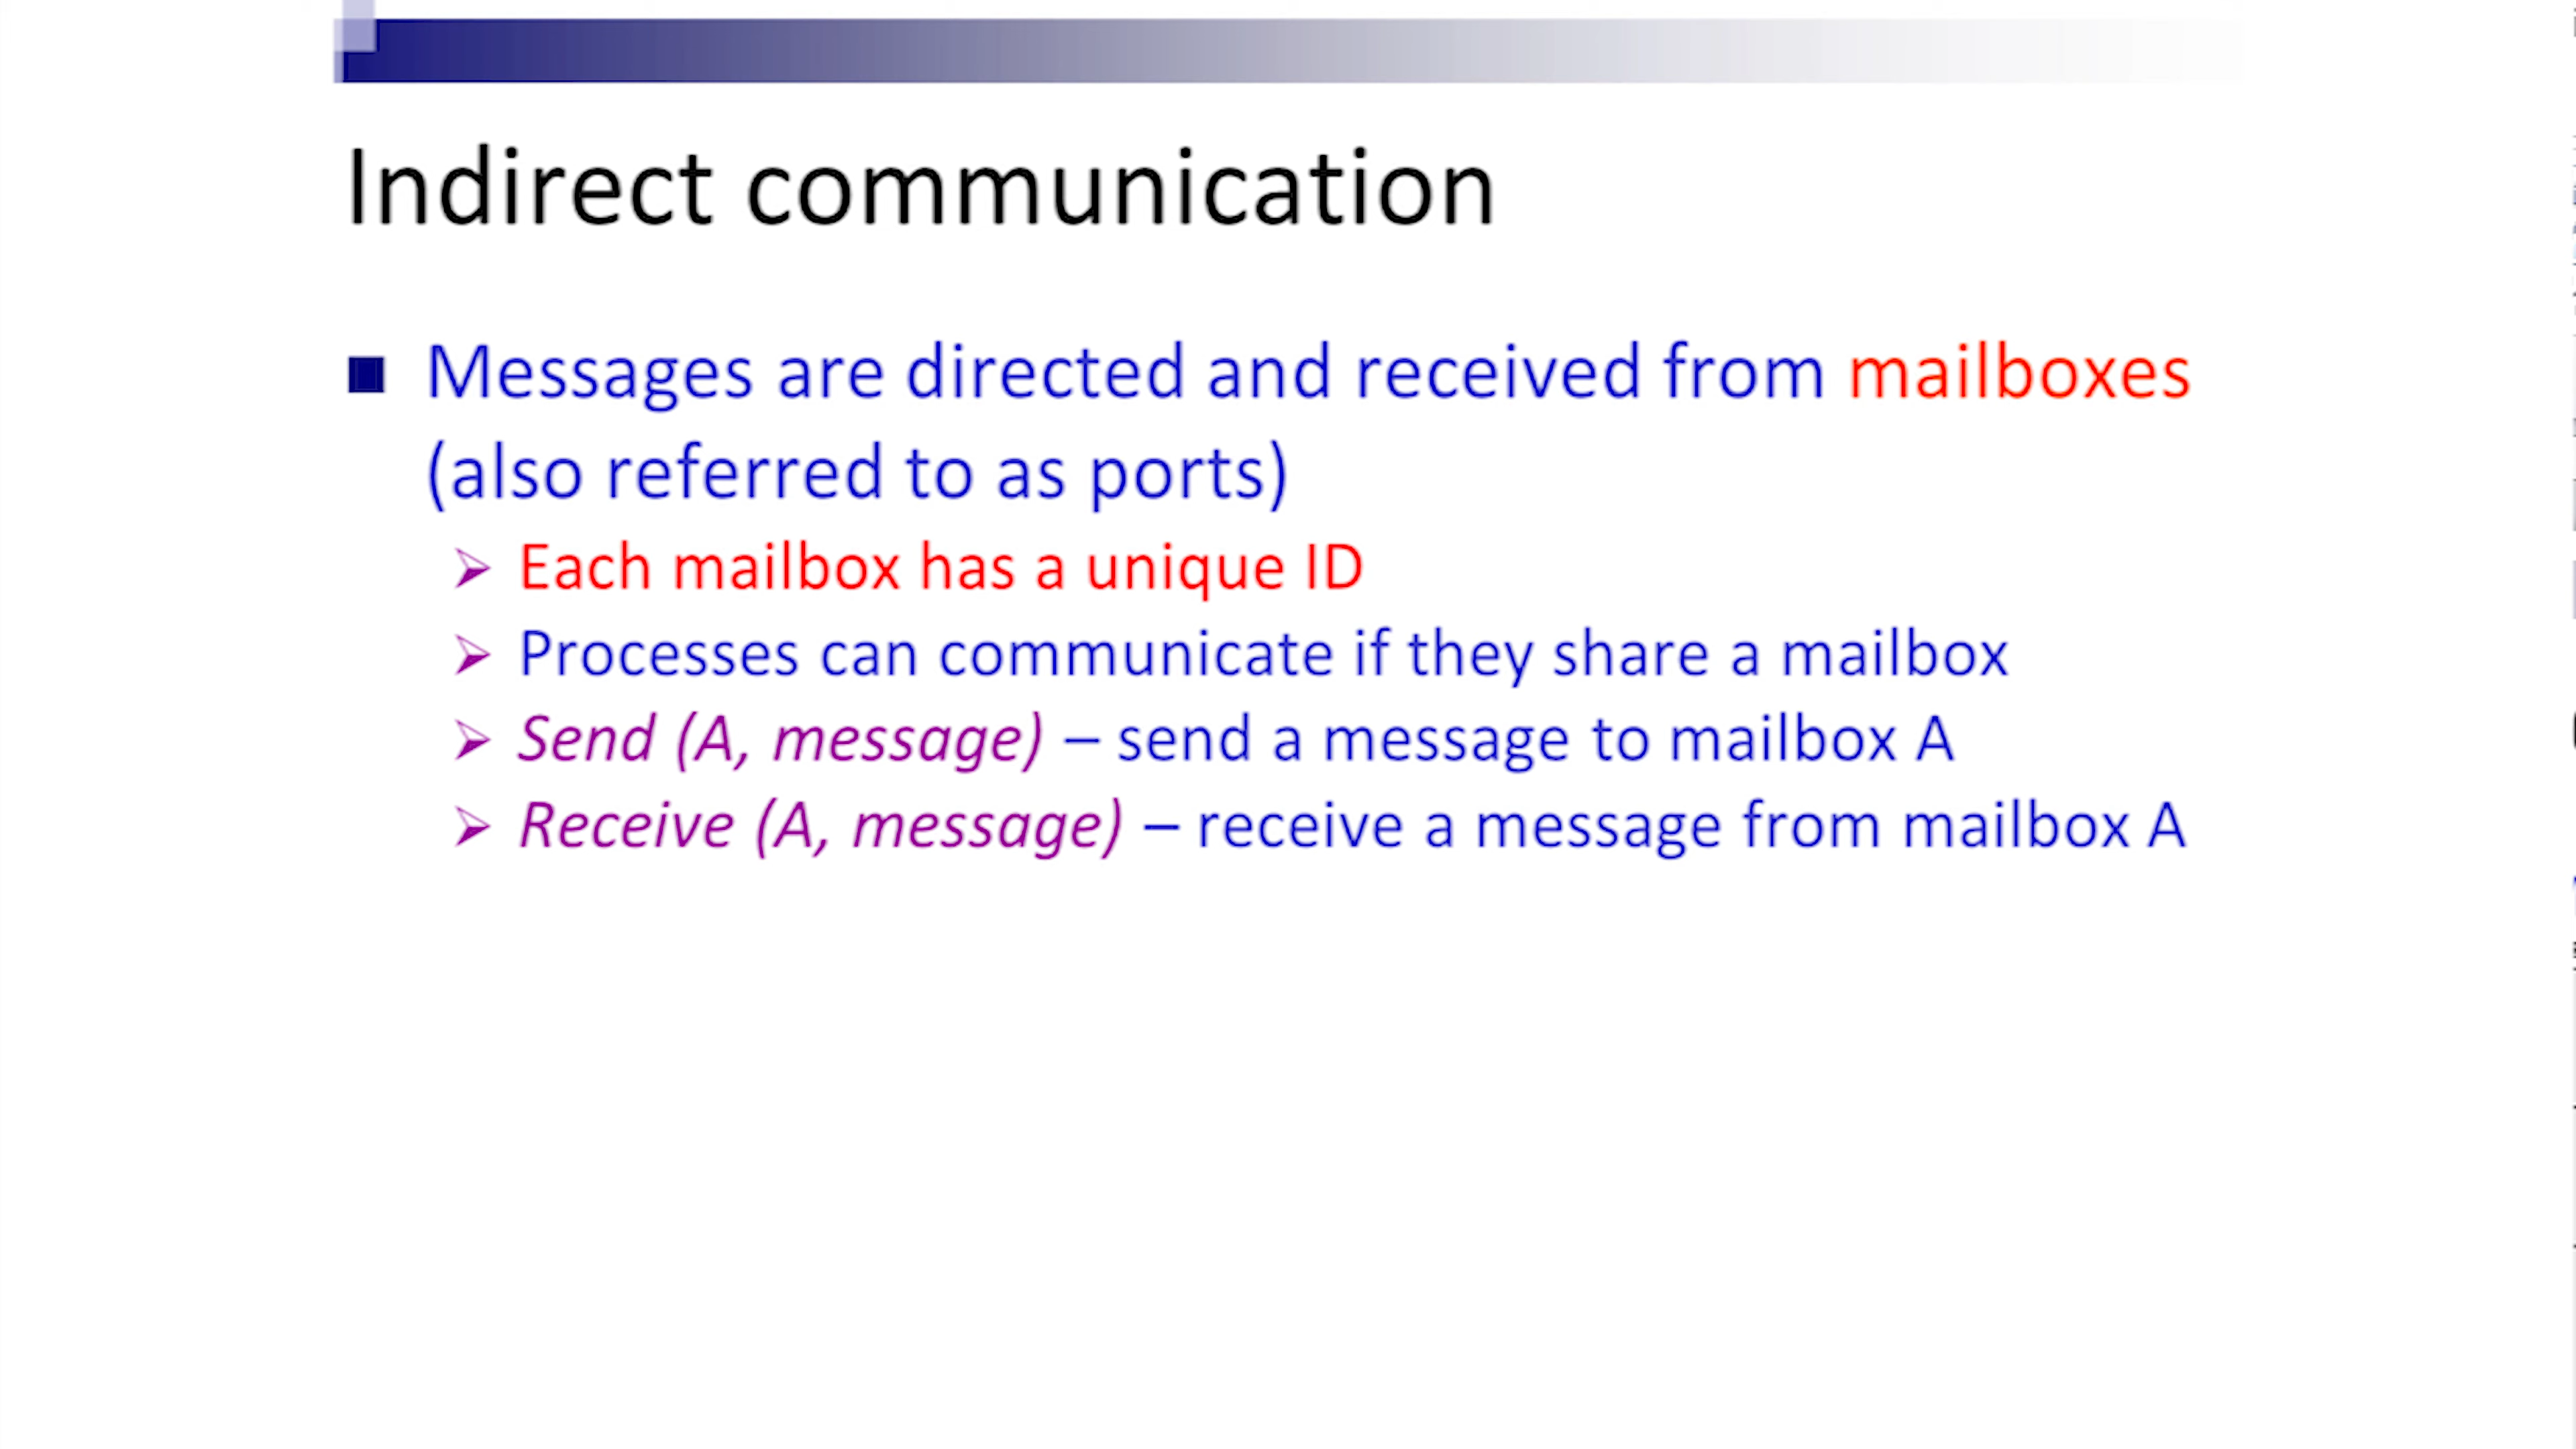 Indirect communication
Messages are directed and received from mailboxes
(also referred to as ports)
Each mailbox has a unique ID
Processes can communicate if they share a mailbox
Send (A, message) – send a message to mailbox A
Receive (A, message) – receive a message from mailbox A